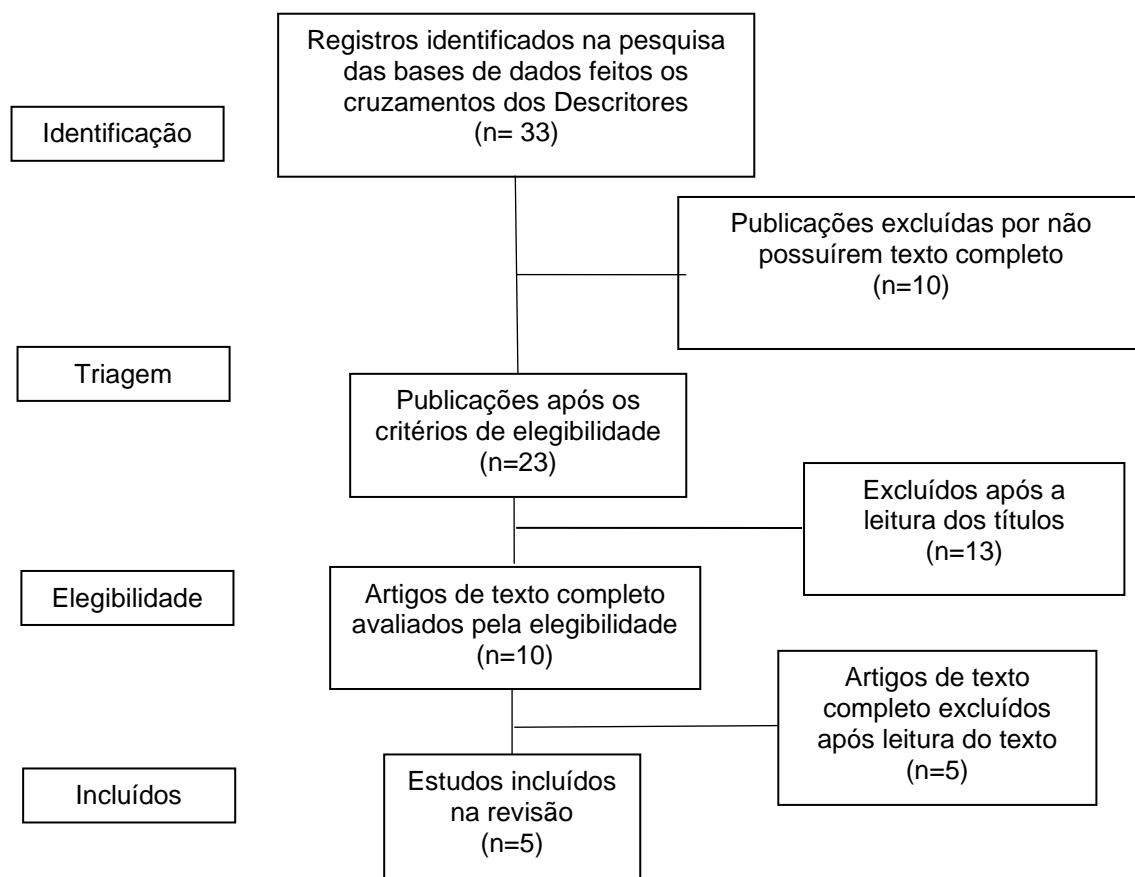 Registros identificados na pesquisa
das bases de dados feitos os
cruzamentos dos Descritores
(n= 33)
Identificação
Publicações excluídas por não
possuírem texto completo
(n=10)
Triagem
Publicações após os
critérios de elegibilidade
(n=23)
Excluídos após a
leitura dos títulos
(n=13)
Elegibilidade
Artigos de texto completo
avaliados pela elegibilidade
(n=10)
Artigos de texto
completo excluídos
após leitura do texto
(n=5)
Incluídos
Estudos incluídos
na revisão
(n=5)